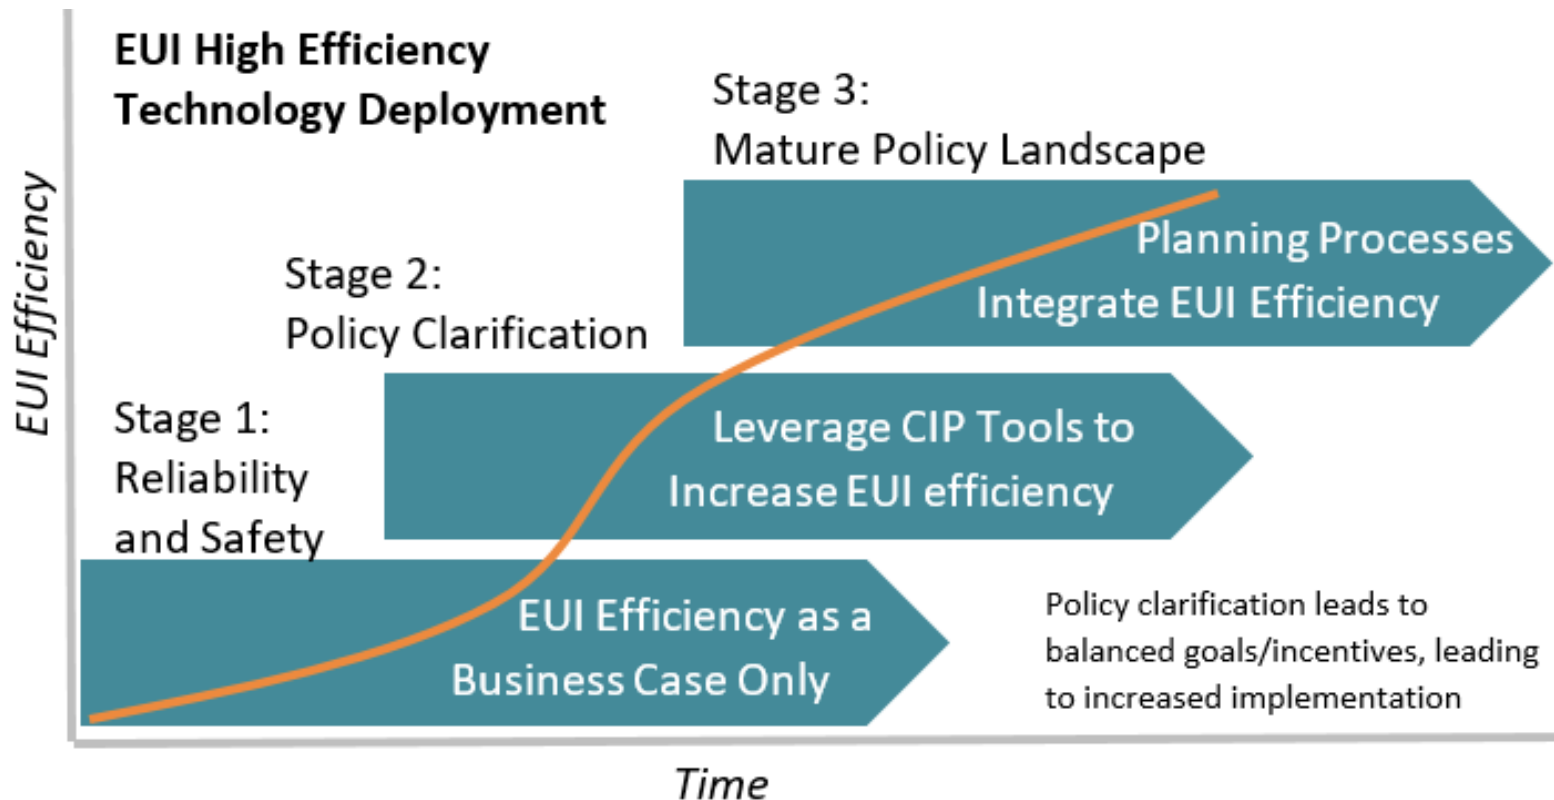 EUI High Efficiency
Technology Deployment
Stage 3:
Mature Policy Landscape
Planning Processes
Integrate EUI Efficiency
Stage 2:
Policy Clarification
Leverage CIP Tools to
Increase EUI efficiency
Stage 1:
Reliability
and Safety
EUI Efficiency as a
Business Case Only
Policy clarification leads to
balanced goals/incentives, leading
to increased implementation
EUI Efficiency
Time